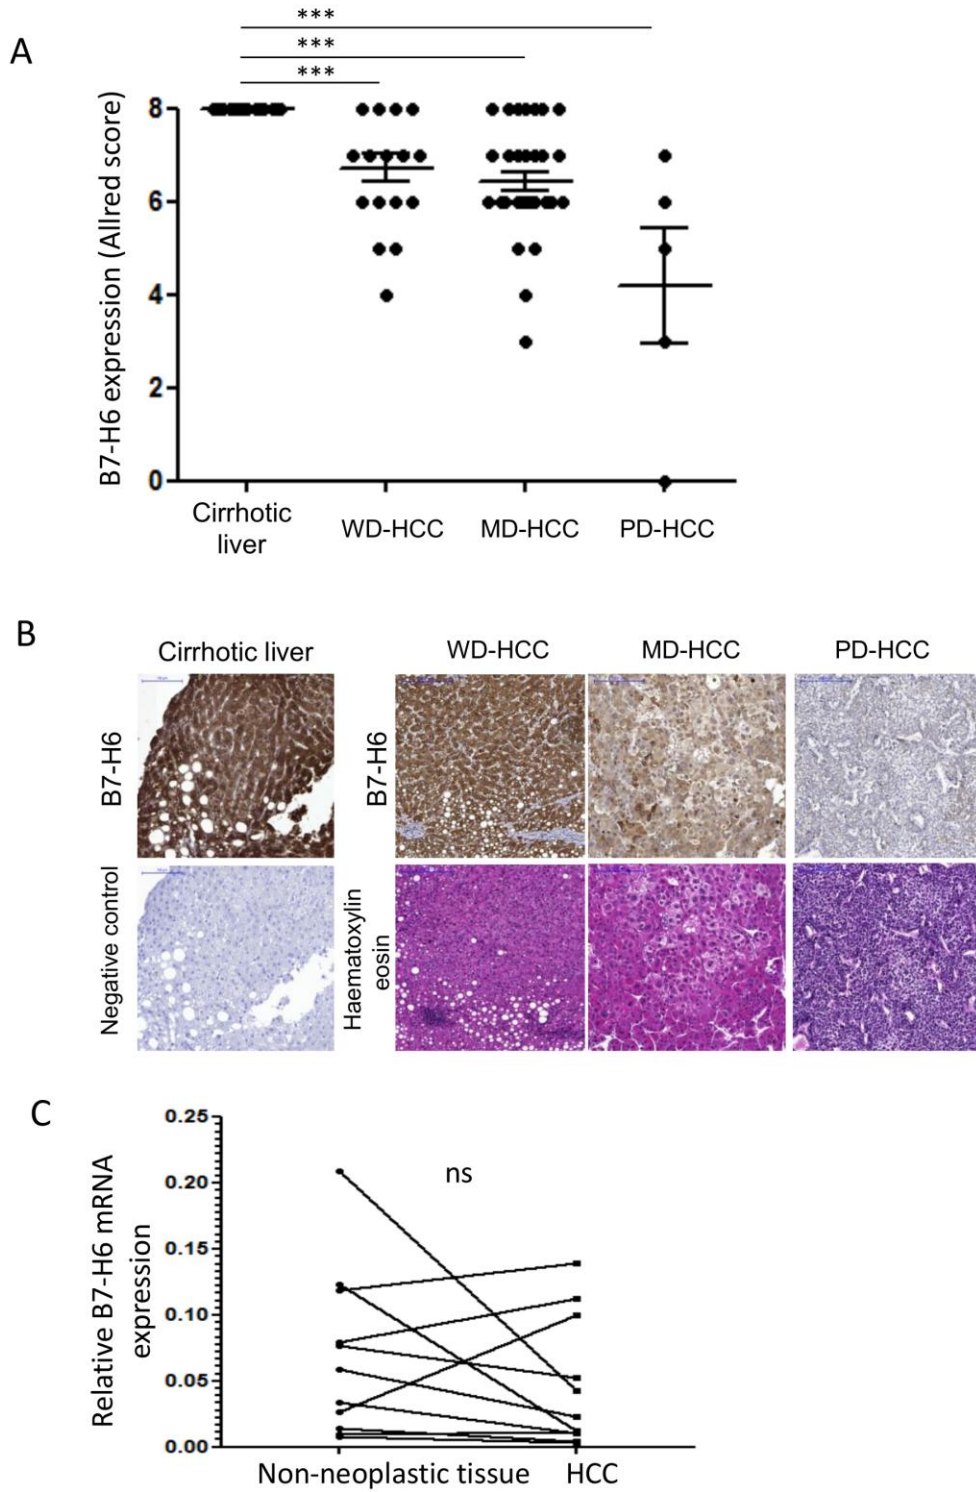 ***
***
***
A
B7-H6 expression (Allred score)
8
6
4
2
0
Cirrhotic
liver
WD-HCC
MD-HCC
PD-HCC
B
Cirrhotic liver
WD-HCC
MD-HCC
PD-HCC
B7-H6
B7-H6
Negative control
Haematoxylin
eosin
C
Relative B7-H6 mRNA
expression
0.25
0.20
0.15
0.10
0.05
0.00
ns
Non-neoplastic tissue
HCC